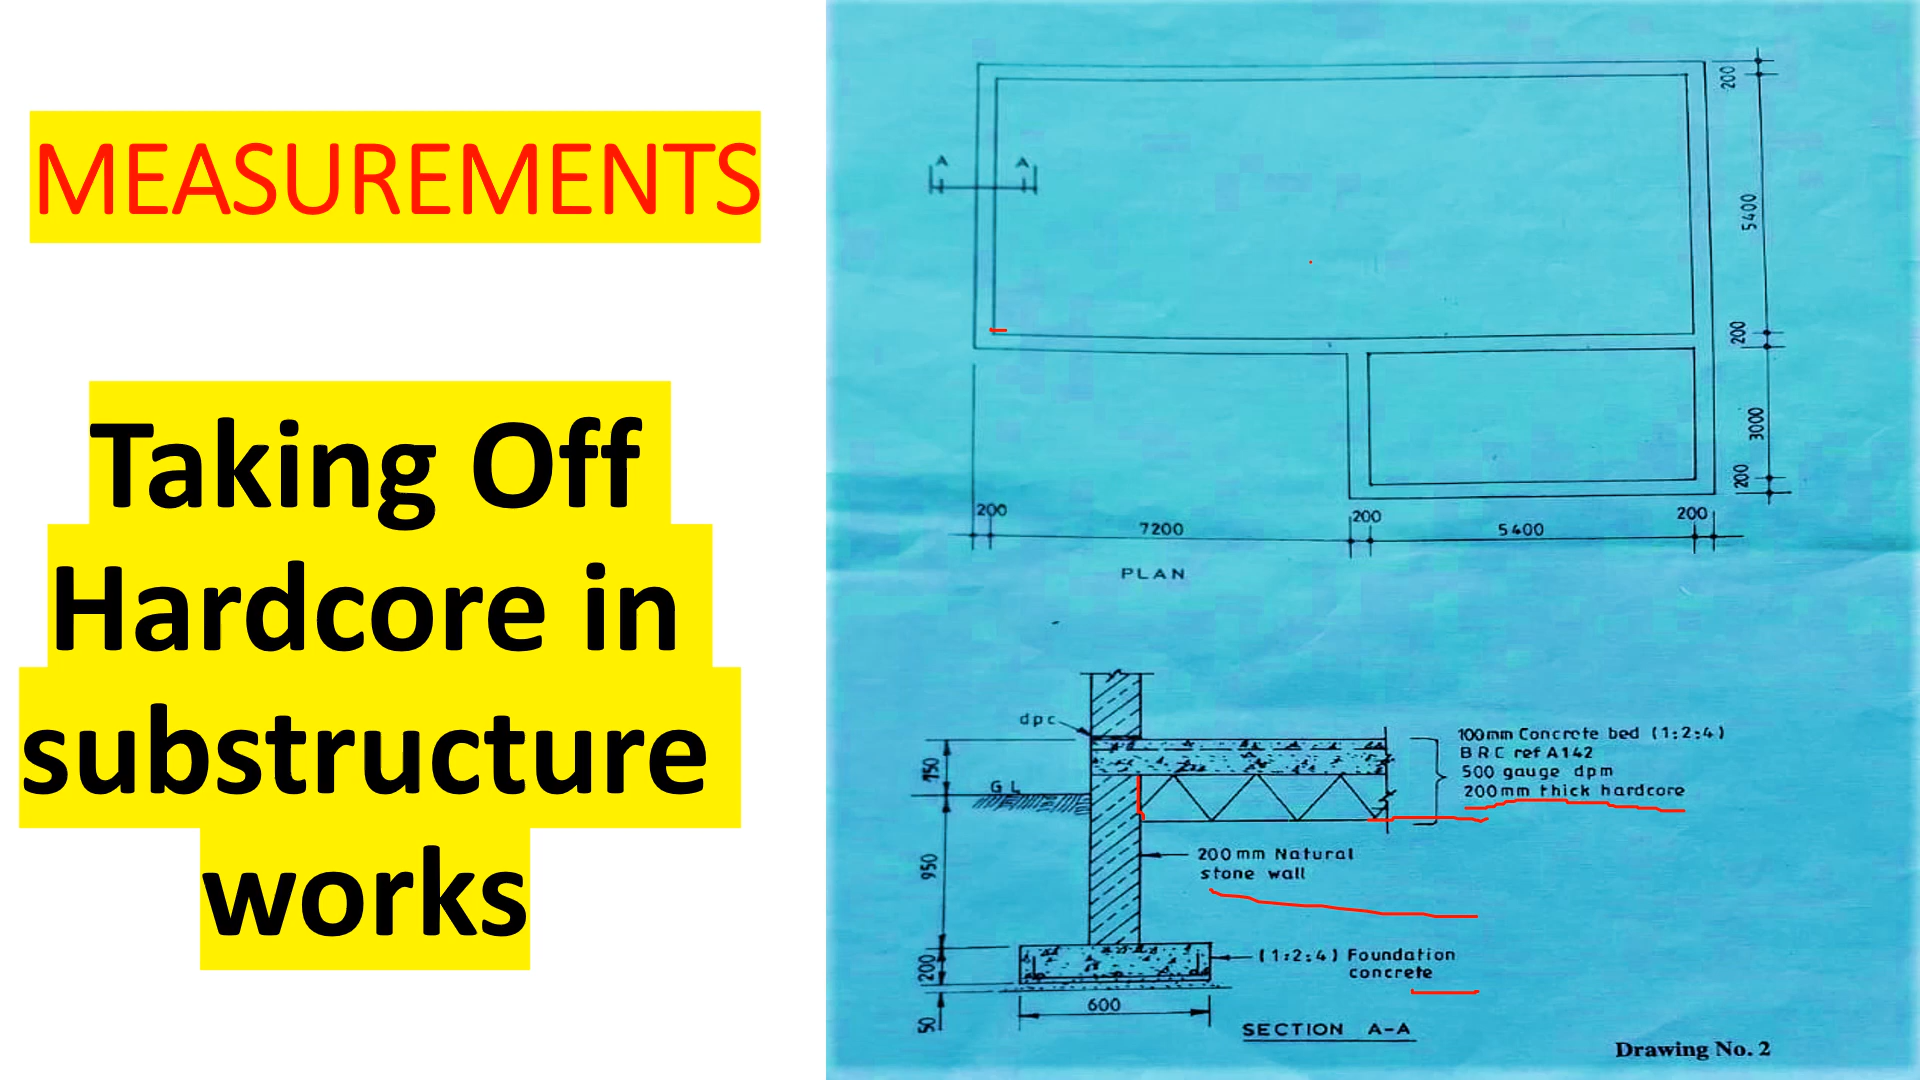 MEASUREMENTS
Taking Off
Hardcore in
substructure
works
200
A A
5400
200
3000
200
200 7200 200 5400 200
PLAN
dpc
150
G L
100mm Concrete bed (1:2:4)
BRC ref A142
500 gauge dpm
200mm thick hardcore
950
200mm Natural
stone wall
200
(1:2:4) Foundation
concrete
600
50
SECTION A-A
Drawing No. 2